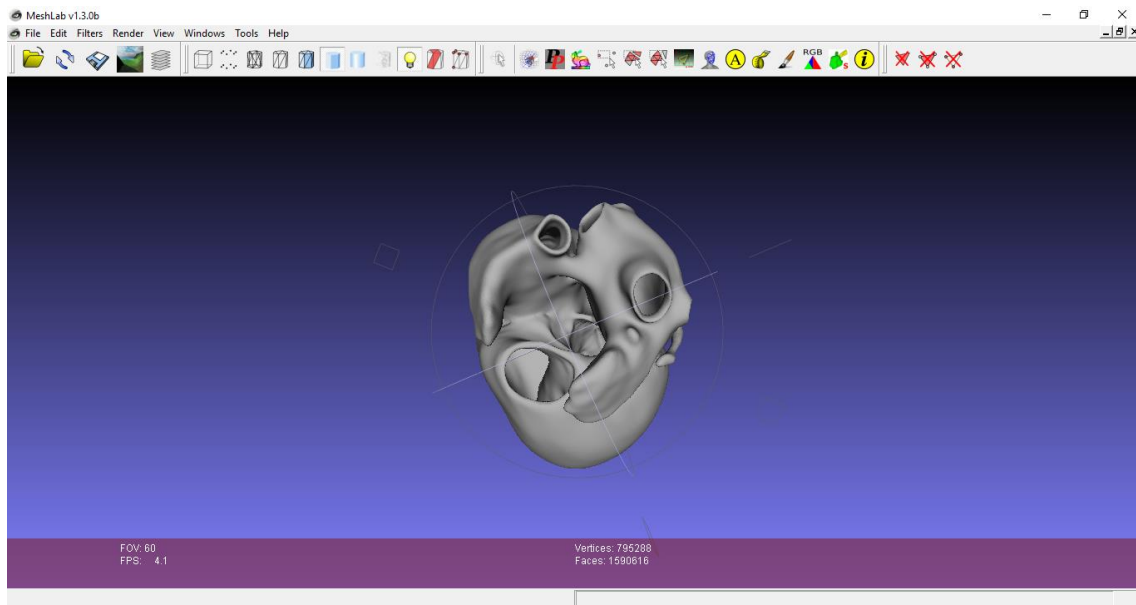 MeshLab v1.3.0b
File Edit Filters Render View Windows Tools Help
A RGB S i
FOV: 60
FPS: 4.1
Vertices: 795288
Faces: 1590616